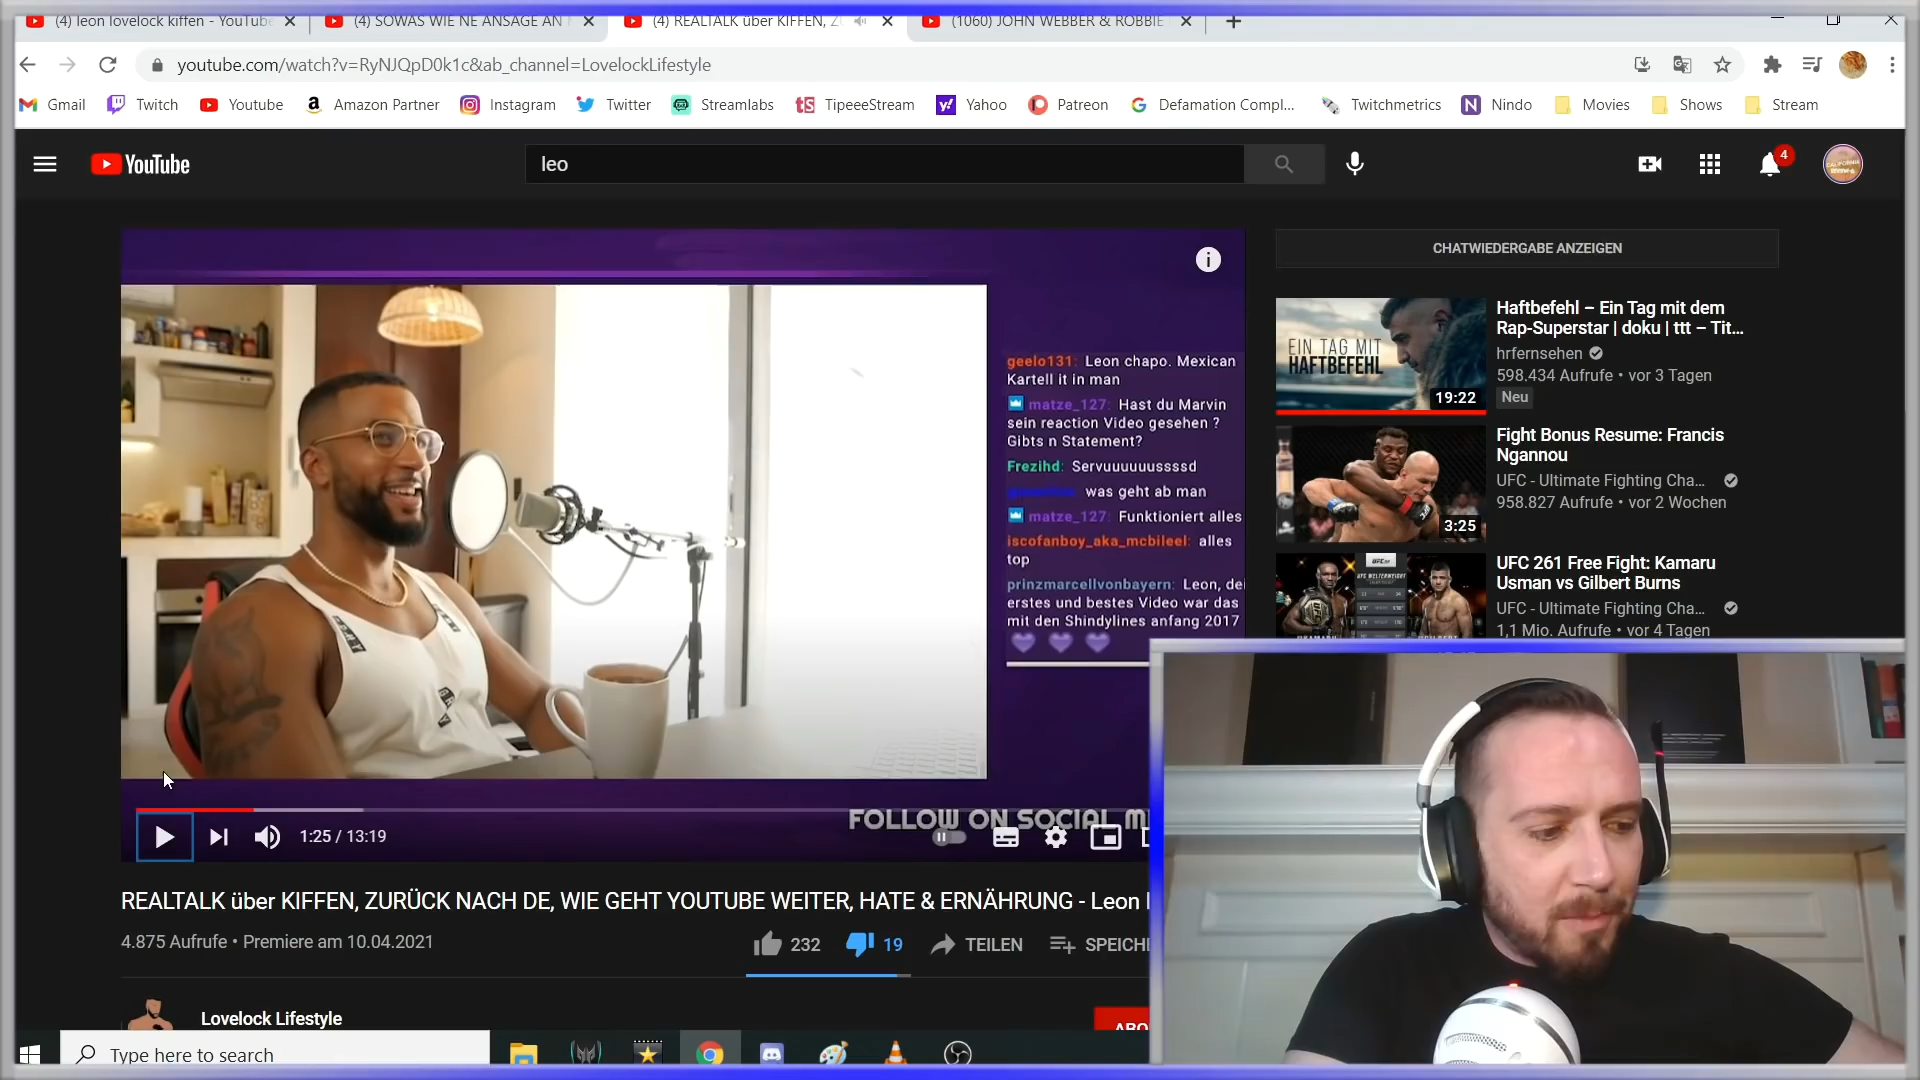 (4) leon lovelock kiffen - YouTube
(4) SOWAS WIE NE ANSAGE AN
(4) REALTALK über KIFFEN, Z
(1060) JOHN WEBBER & ROBBIE
youtube.com/watch?v=RyNJQpD0k1c&ab_channel=LovelockLifestyle
Gmail
Twitch
Youtube
Amazon Partner
Instagram
Twitter
Streamlabs
TipeeeStream
Yahoo
Patreon
Defamation Compl...
Twitchmetrics
Nindo
Movies
Shows
Stream
YouTube
leo
4
CHATWIEDERGABE ANZEIGEN
geelo131: Leon chapo. Mexican
Kartell it in man
matze_127: Hast du Marvin
sein reaction Video gesehen ?
Gibts n Statement?
Frezihd: Servuuuuuussssd
was geht ab man
matze_127: Funktioniert alles
iscofanboy_aka_mcbileel: alles
top
prinzmarcellvonbayern: Leon, de
erstes und bestes Video war das
mit den Shindylines anfang 2017
EIN TAG MIT
HAFTBEFEHL
19:22
Haftbefehl – Ein Tag mit dem
Rap-Superstar | doku | ttt – Tit...
hrfernsehen
598.434 Aufrufe • vor 3 Tagen
Neu
3:25
Fight Bonus Resume: Francis
Ngannou
UFC - Ultimate Fighting Cha...
958.827 Aufrufe • vor 2 Wochen
UFC 261 Free Fight: Kamaru
Usman vs Gilbert Burns
UFC - Ultimate Fighting Cha...
1,1 Mio. Aufrufe • vor 4 Tagen
FOLLOW ON SOCIAL M
1:25 / 13:19
REALTALK über KIFFEN, ZURÜCK NACH DE, WIE GEHT YOUTUBE WEITER, HATE & ERNÄHRUNG - Leon
4.875 Aufrufe • Premiere am 10.04.2021
232
19
TEILEN
SPEICHE
Lovelock Lifestyle
ABO
Type here to search